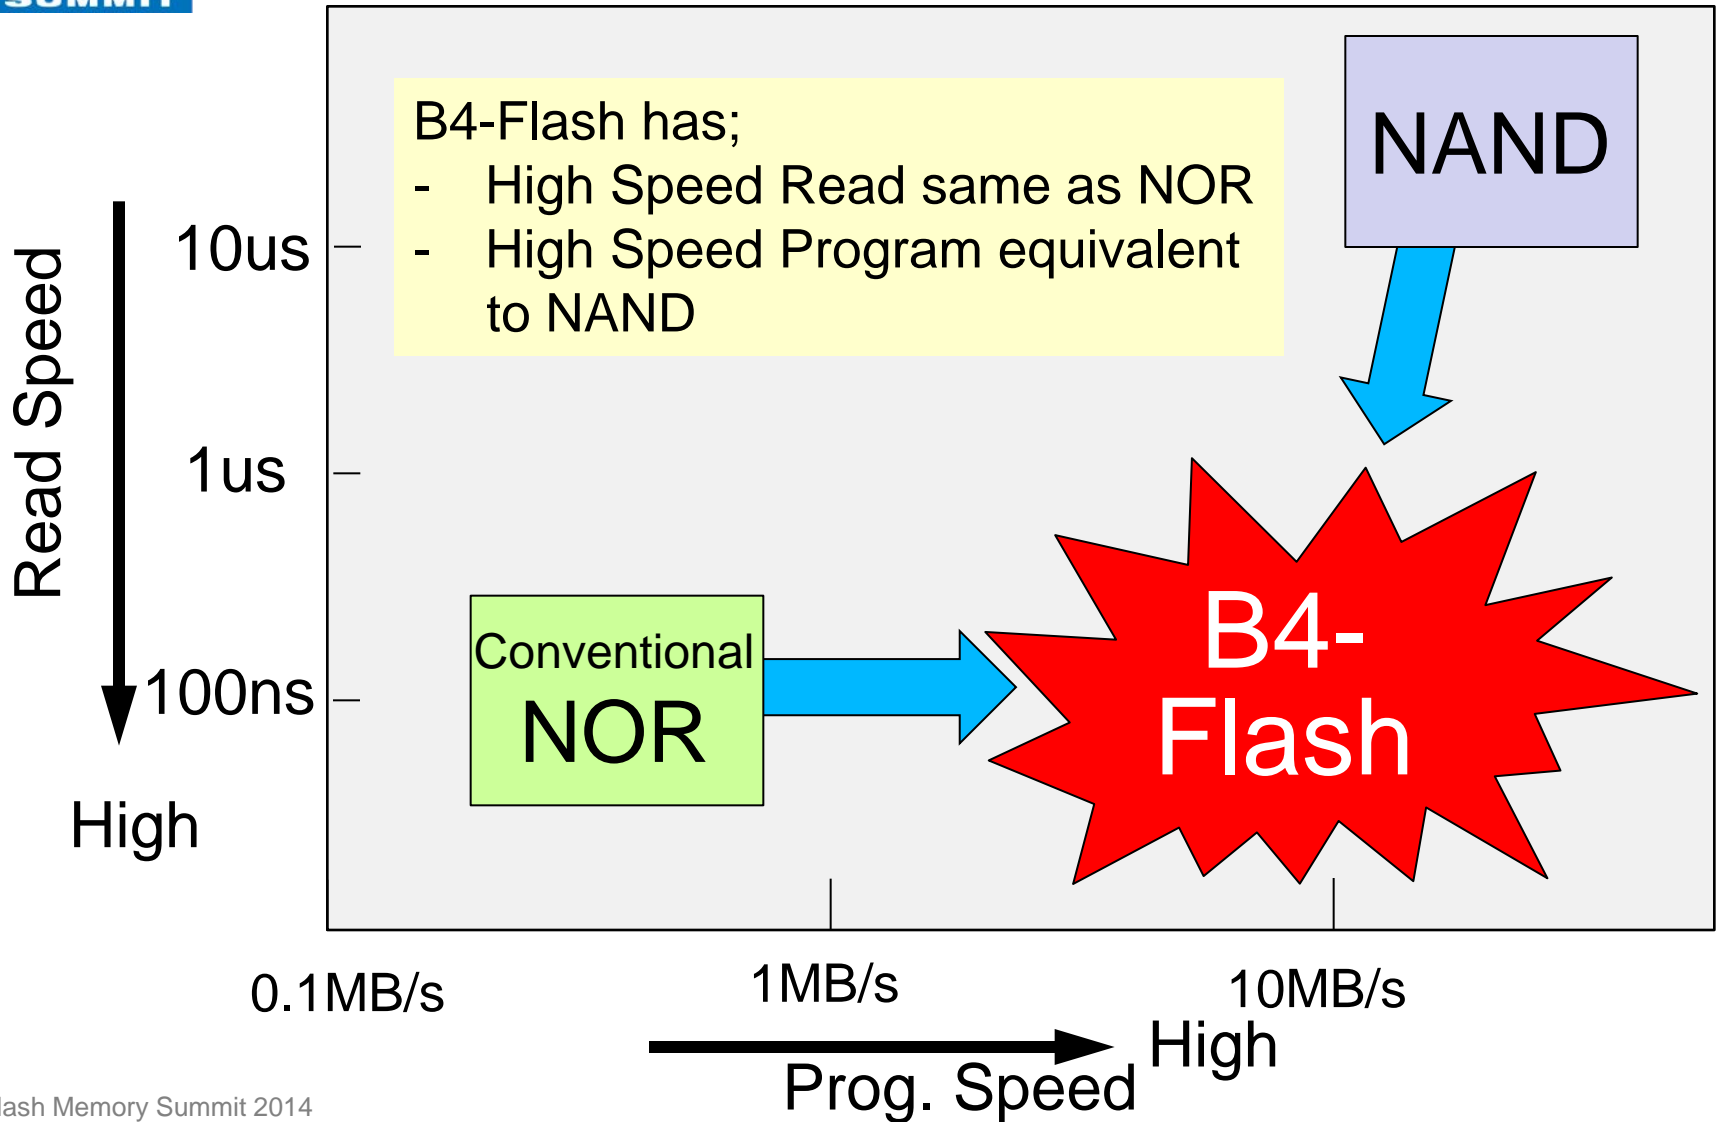 SUMMIT
B4-Flash has;
- High Speed Read same as NOR
- High Speed Program equivalent
to NAND
NAND
Read Speed
10us
1us
100ns
High
Conventional
NOR
B4-
Flash
0.1MB/s
1MB/s
10MB/s
High
Prog. Speed
lash Memory Summit 2014